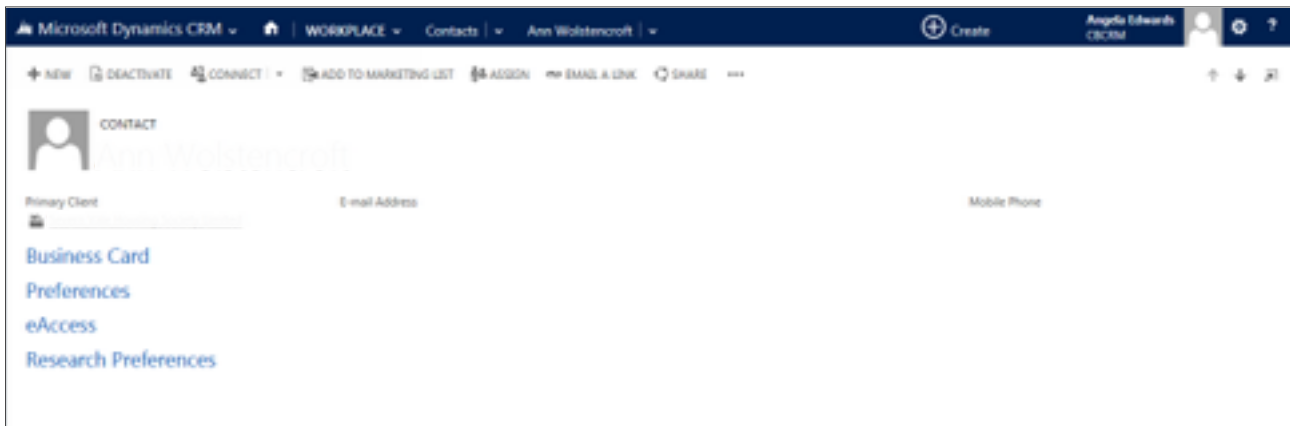 Microsoft Dynamics CRM WORKPLACE Contacts Ann Wolstencroft Create Angela Edwards ?
CBCRM
NEW DEACTIVATE CONNECT ADD TO MARKETING LIST ASSIGN EMAIL A LINK SHARE ...
CONTACT
Ann Wolstencroft
Primary Client E-mail Address Mobile Phone
Business Card
Preferences
eAccess
Research Preferences